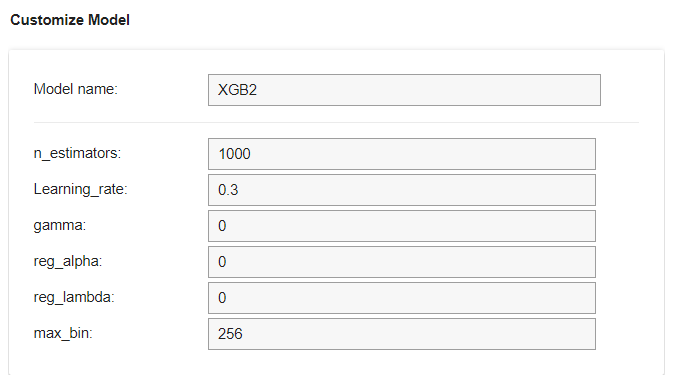 Customize Model
Model name: XGB2
n_estimators: 1000
Learning_rate: 0.3
gamma: 0
reg_alpha: 0
reg_lambda: 0
max_bin: 256